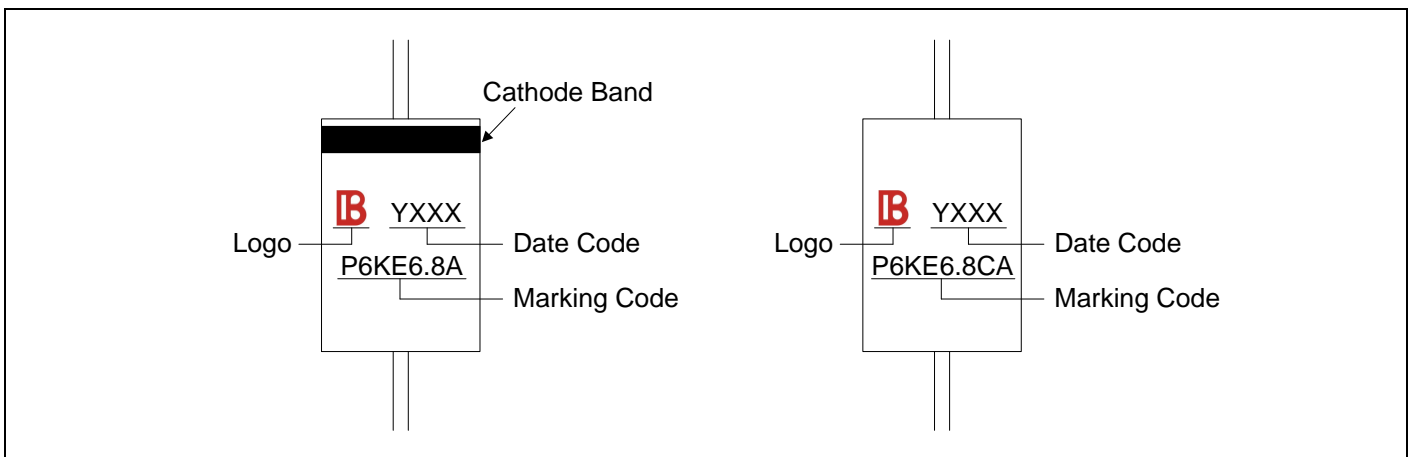 Cathode Band
B YXXX
Logo Date Code
P6KE6.8A
Marking Code
B YXXX
Logo Date Code
P6KE6.8CA
Marking Code